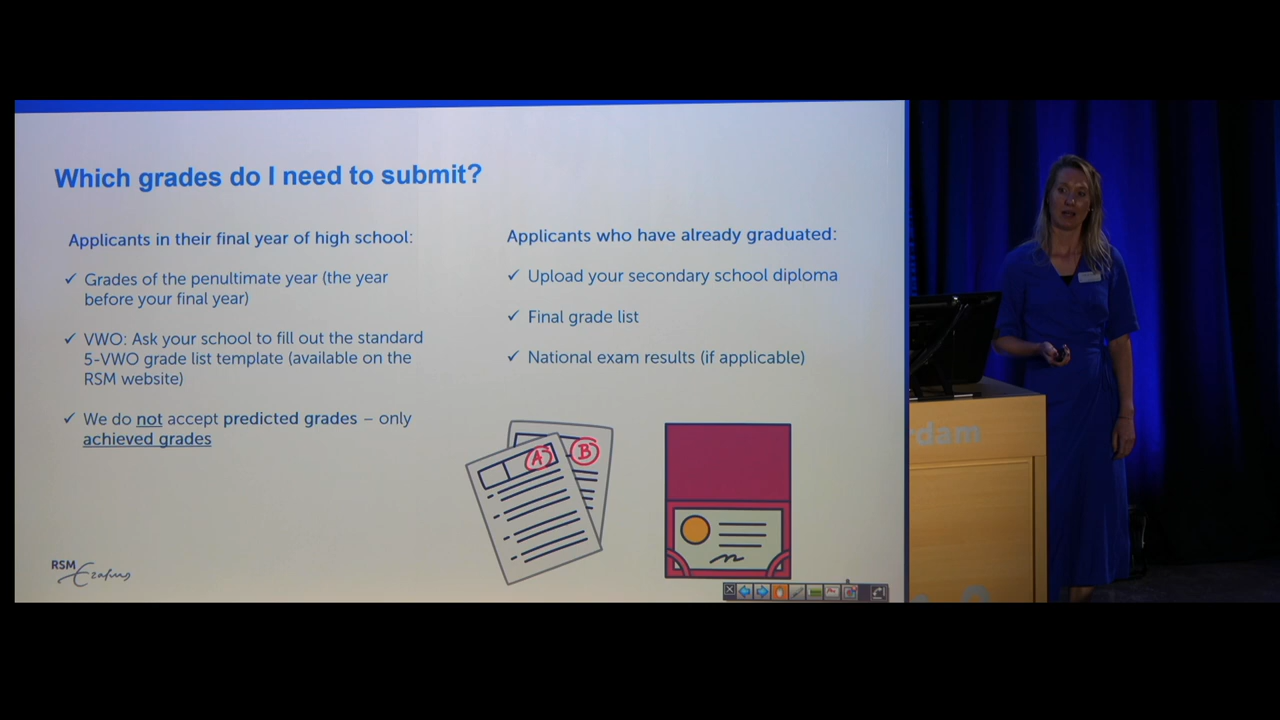 Which grades do I need to submit?
Applicants in their final year of high school:
✓ Grades of the penultimate year (the year
before your final year)
✓ VWO: Ask your school to fill out the standard
5-VWO grade list template (available on the
RSM website)
✓ We do not accept predicted grades – only
achieved grades
Applicants who have already graduated:
✓ Upload your secondary school diploma
✓ Final grade list
✓ National exam results (if applicable)
A+
B
RSM
Erasmus
rdam